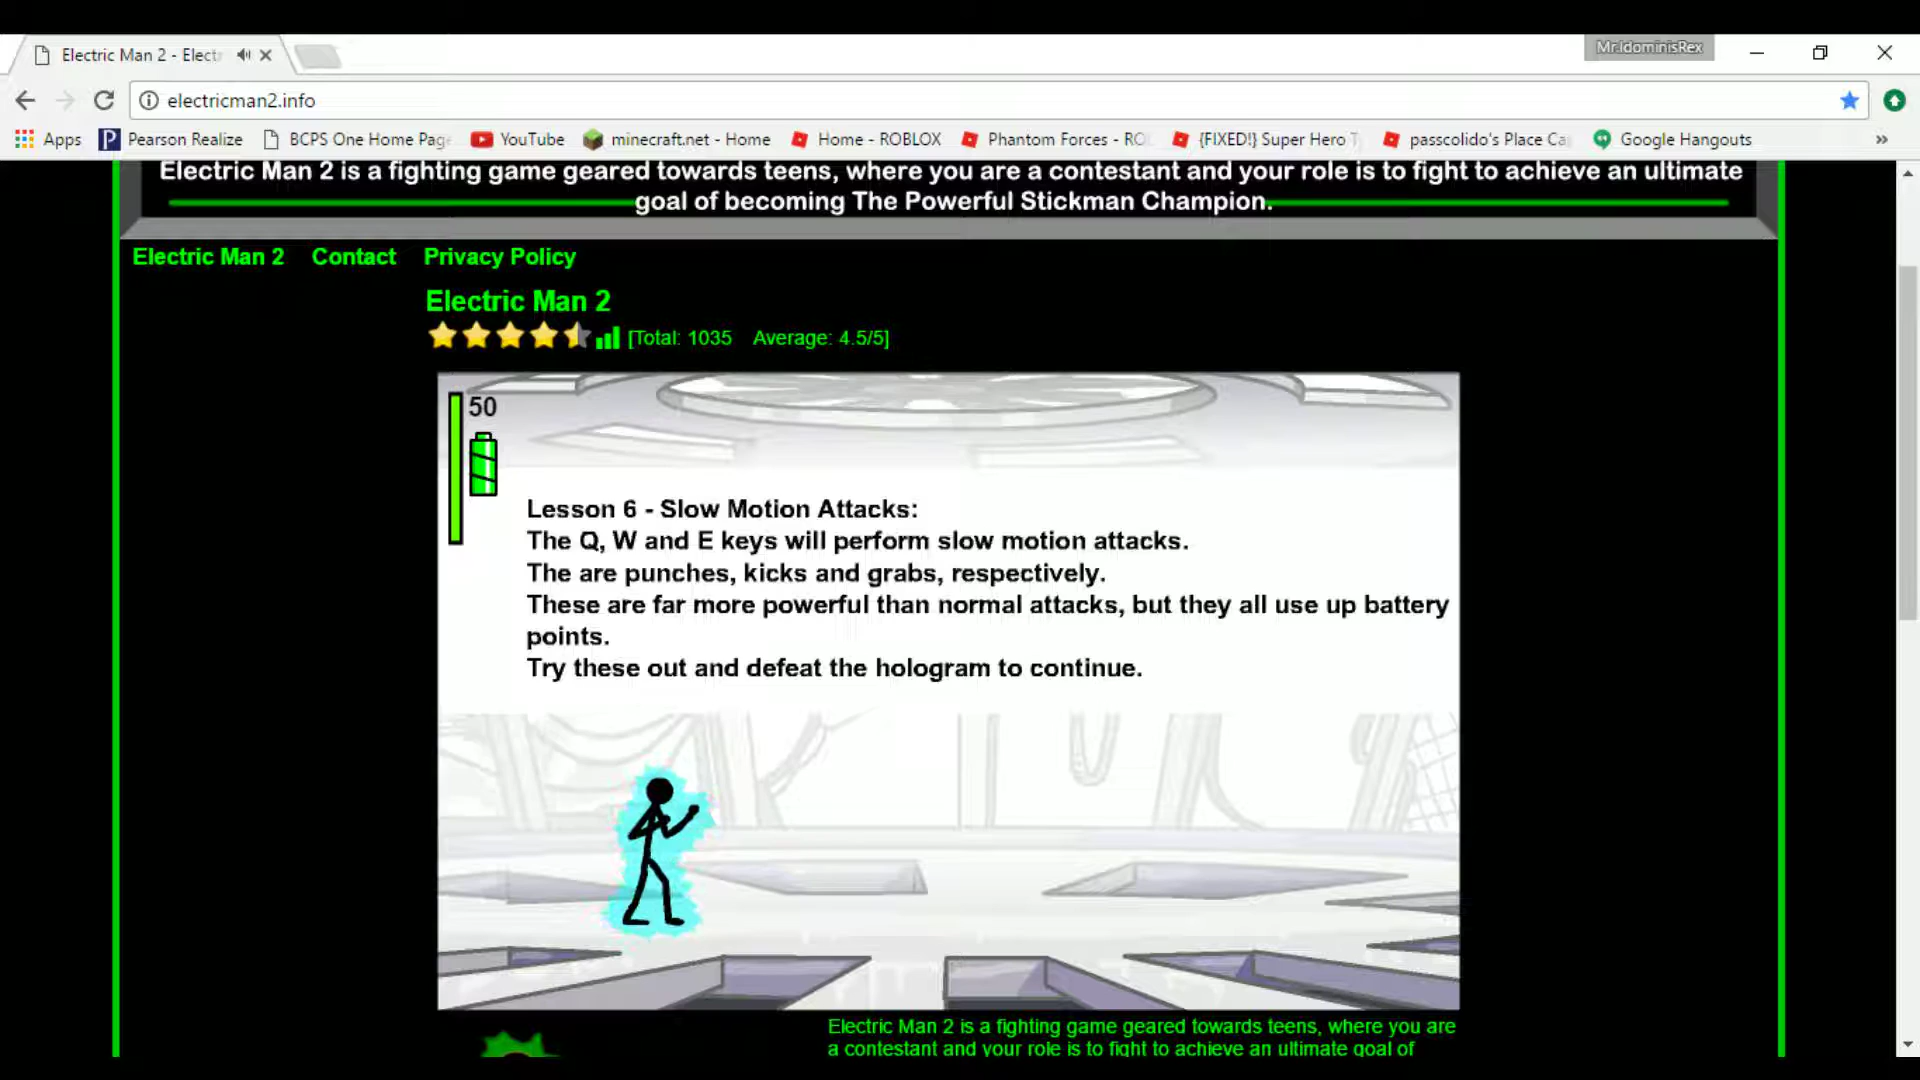 Electric Man 2 - Elect
Mr.IdominisRex
electricman2.info
Apps Pearson Realize BCPS One Home Page YouTube minecraft.net - Home Home - ROBLOX Phantom Forces - RO {FIXED!} Super Hero T passcolido's Place Ca Google Hangouts »
Electric Man 2 is a fighting game geared towards teens, where you are a contestant and your role is to fight to achieve an ultimate
goal of becoming The Powerful Stickman Champion.
Electric Man 2 Contact Privacy Policy
Electric Man 2
[Total: 1035 Average: 4.5/5]
50
Lesson 6 - Slow Motion Attacks:
The Q, W and E keys will perform slow motion attacks.
The are punches, kicks and grabs, respectively.
These are far more powerful than normal attacks, but they all use up battery
points.
Try these out and defeat the hologram to continue.
Electric Man 2 is a fighting game geared towards teens, where you are
a contestant and your role is to fight to achieve an ultimate goal of